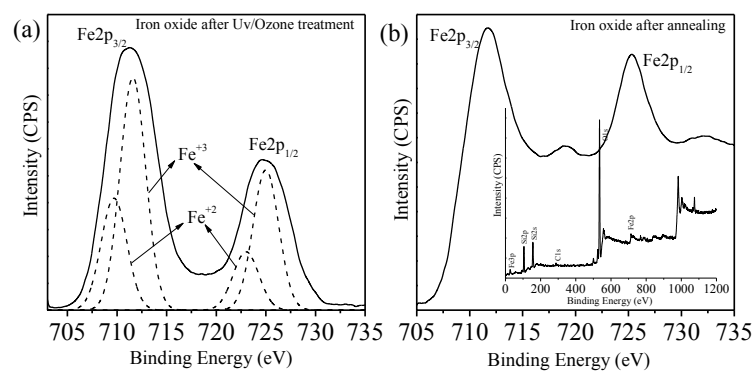 (a)
Iron oxide after Uv/Ozone treatment
Fe2p3/2
Fe2p1/2
Fe+3
Fe+2
Intensity (CPS)
705 710 715 720 725 730 735
Binding Energy (eV)
(b)
Iron oxide after annealing
Fe2p3/2
Fe2p1/2
Intensity (CPS)
705 710 715 720 725 730 735
Binding Energy (eV)
Intensity (CPS)
Fe3p
Si2p
Si2s
C1s
O1s
Fe2p
0 200 400 600 800 1000 1200
Binding Energy (eV)